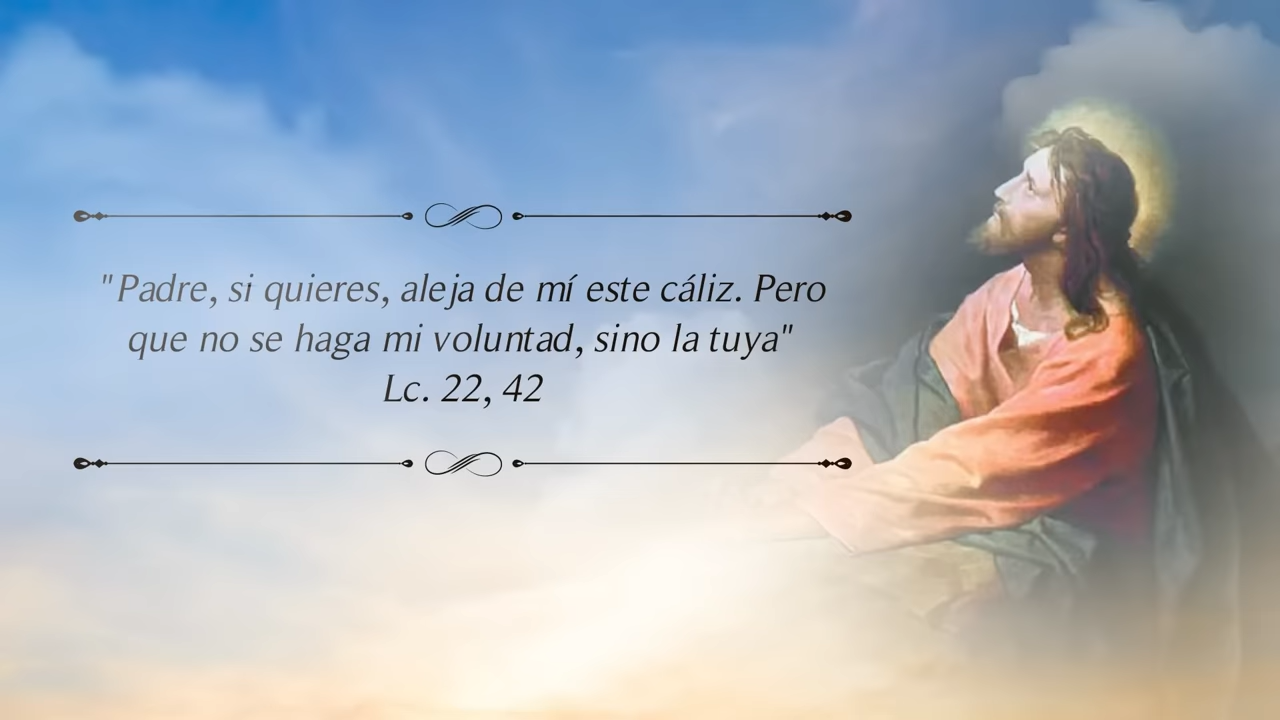 "Padre, si quieres, aleja de mí este cáliz. Pero
que no se haga mi voluntad, sino la tuya"
Lc. 22, 42